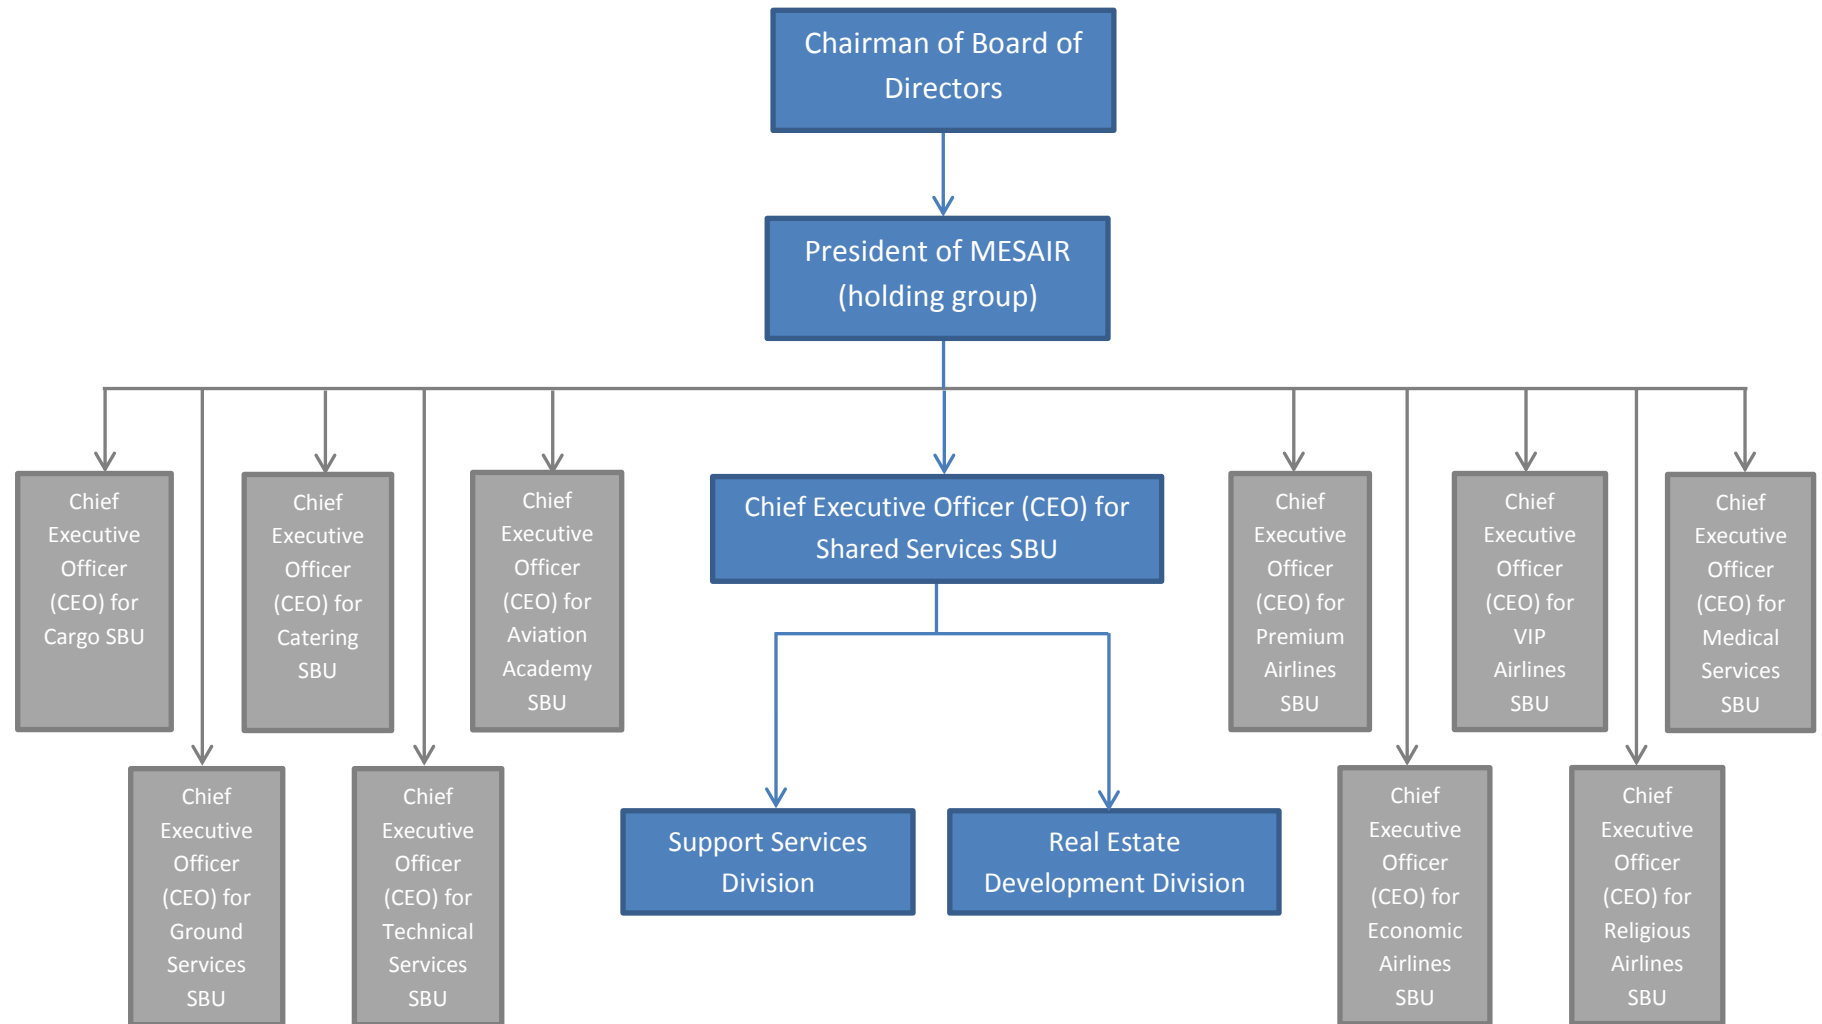 Chairman of Board of
Directors
President of MESAIR
(holding group)
Chief
Executive
Officer
(CEO) for
Cargo SBU
Chief
Executive
Officer
(CEO) for
Catering
SBU
Chief
Executive
Officer
(CEO) for
Aviation
Academy
SBU
Chief Executive Officer (CEO) for
Shared Services SBU
Chief
Executive
Officer
(CEO) for
Premium
Airlines
SBU
Chief
Executive
Officer
(CEO) for
VIP
Airlines
SBU
Chief
Executive
Officer
(CEO) for
Medical
Services
SBU
Chief
Executive
Officer
(CEO) for
Ground
Services
SBU
Chief
Executive
Officer
(CEO) for
Technical
Services
SBU
Support Services
Division
Real Estate
Development Division
Chief
Executive
Officer
(CEO) for
Economic
Airlines
SBU
Chief
Executive
Officer
(CEO) for
Religious
Airlines
SBU